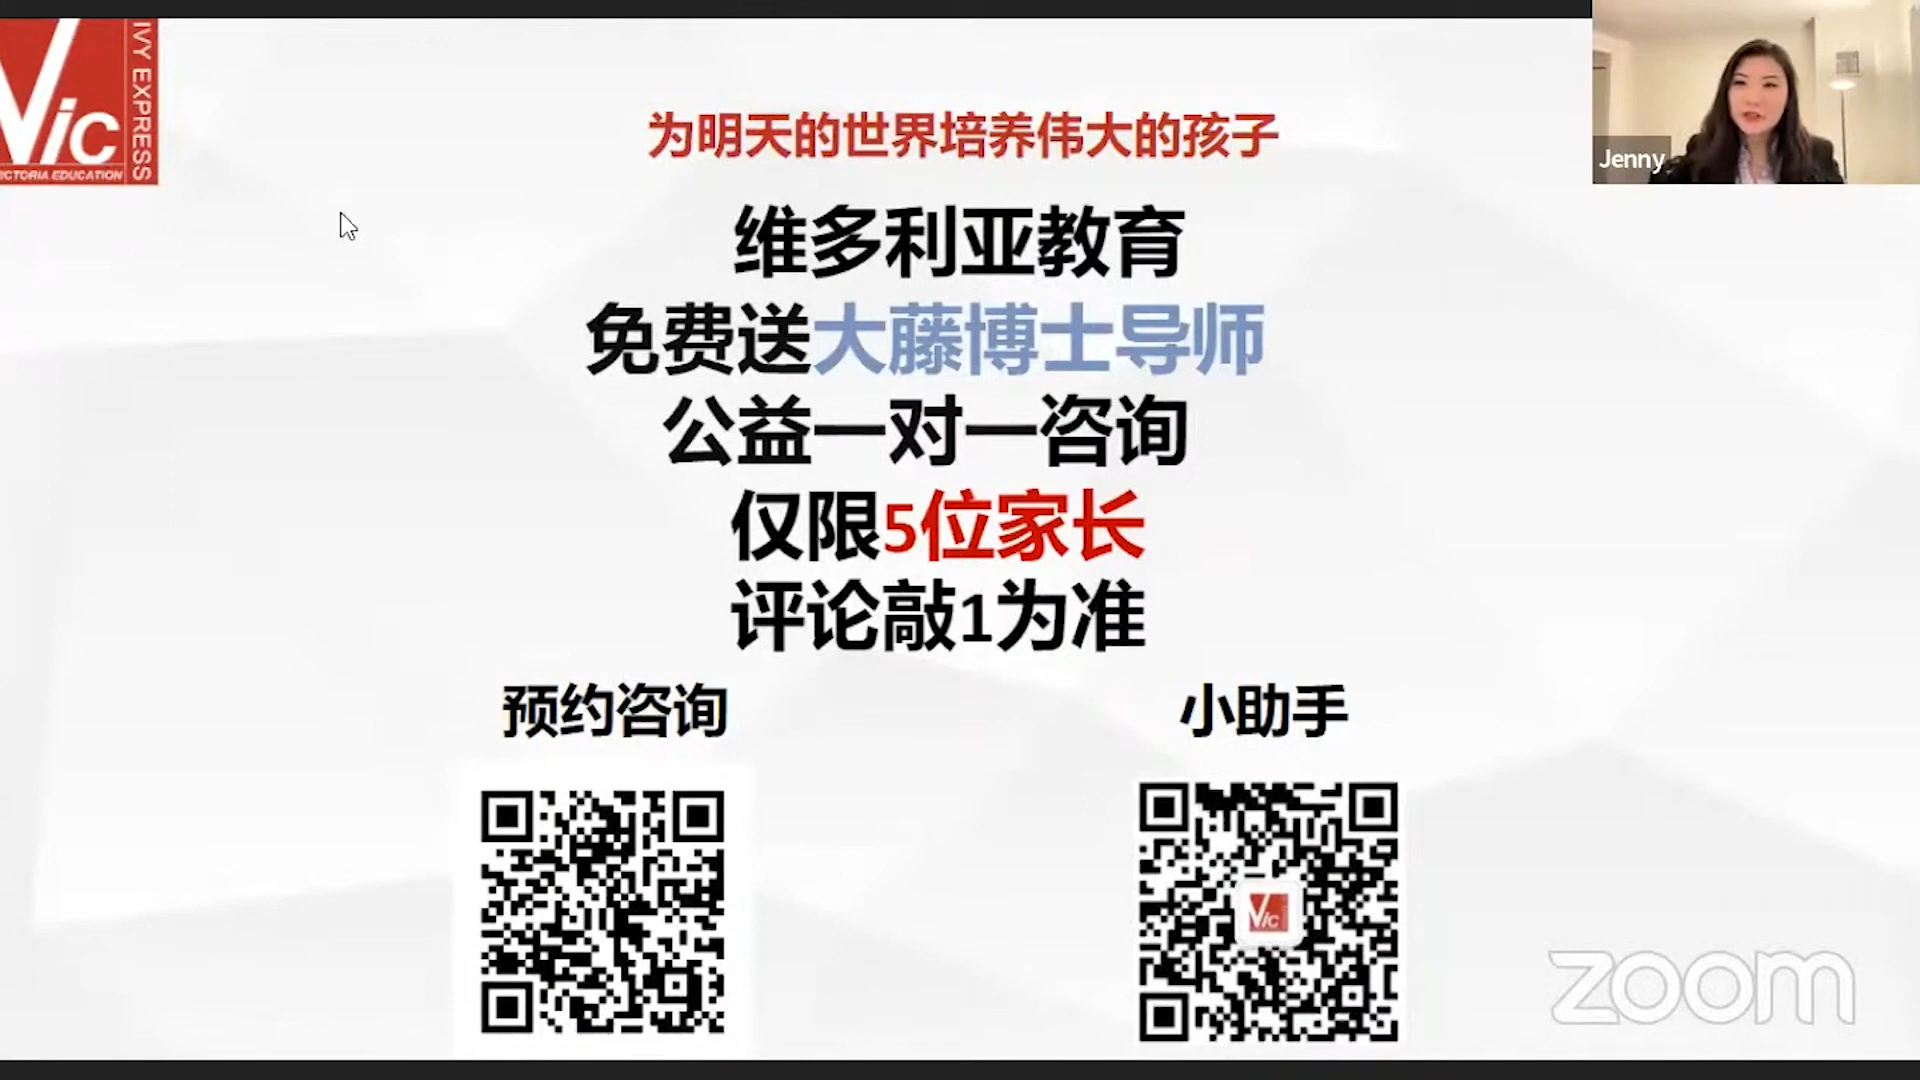 Vic
IVY EXPRESS
ICTORIA EDUCATION
Jenny
为明天的世界培养伟大的孩子
维多利亚教育
免费送大藤博士导师
公益一对一咨询
仅限5位家长
评论敲1为准
预约咨询
小助手
Vic
zoom